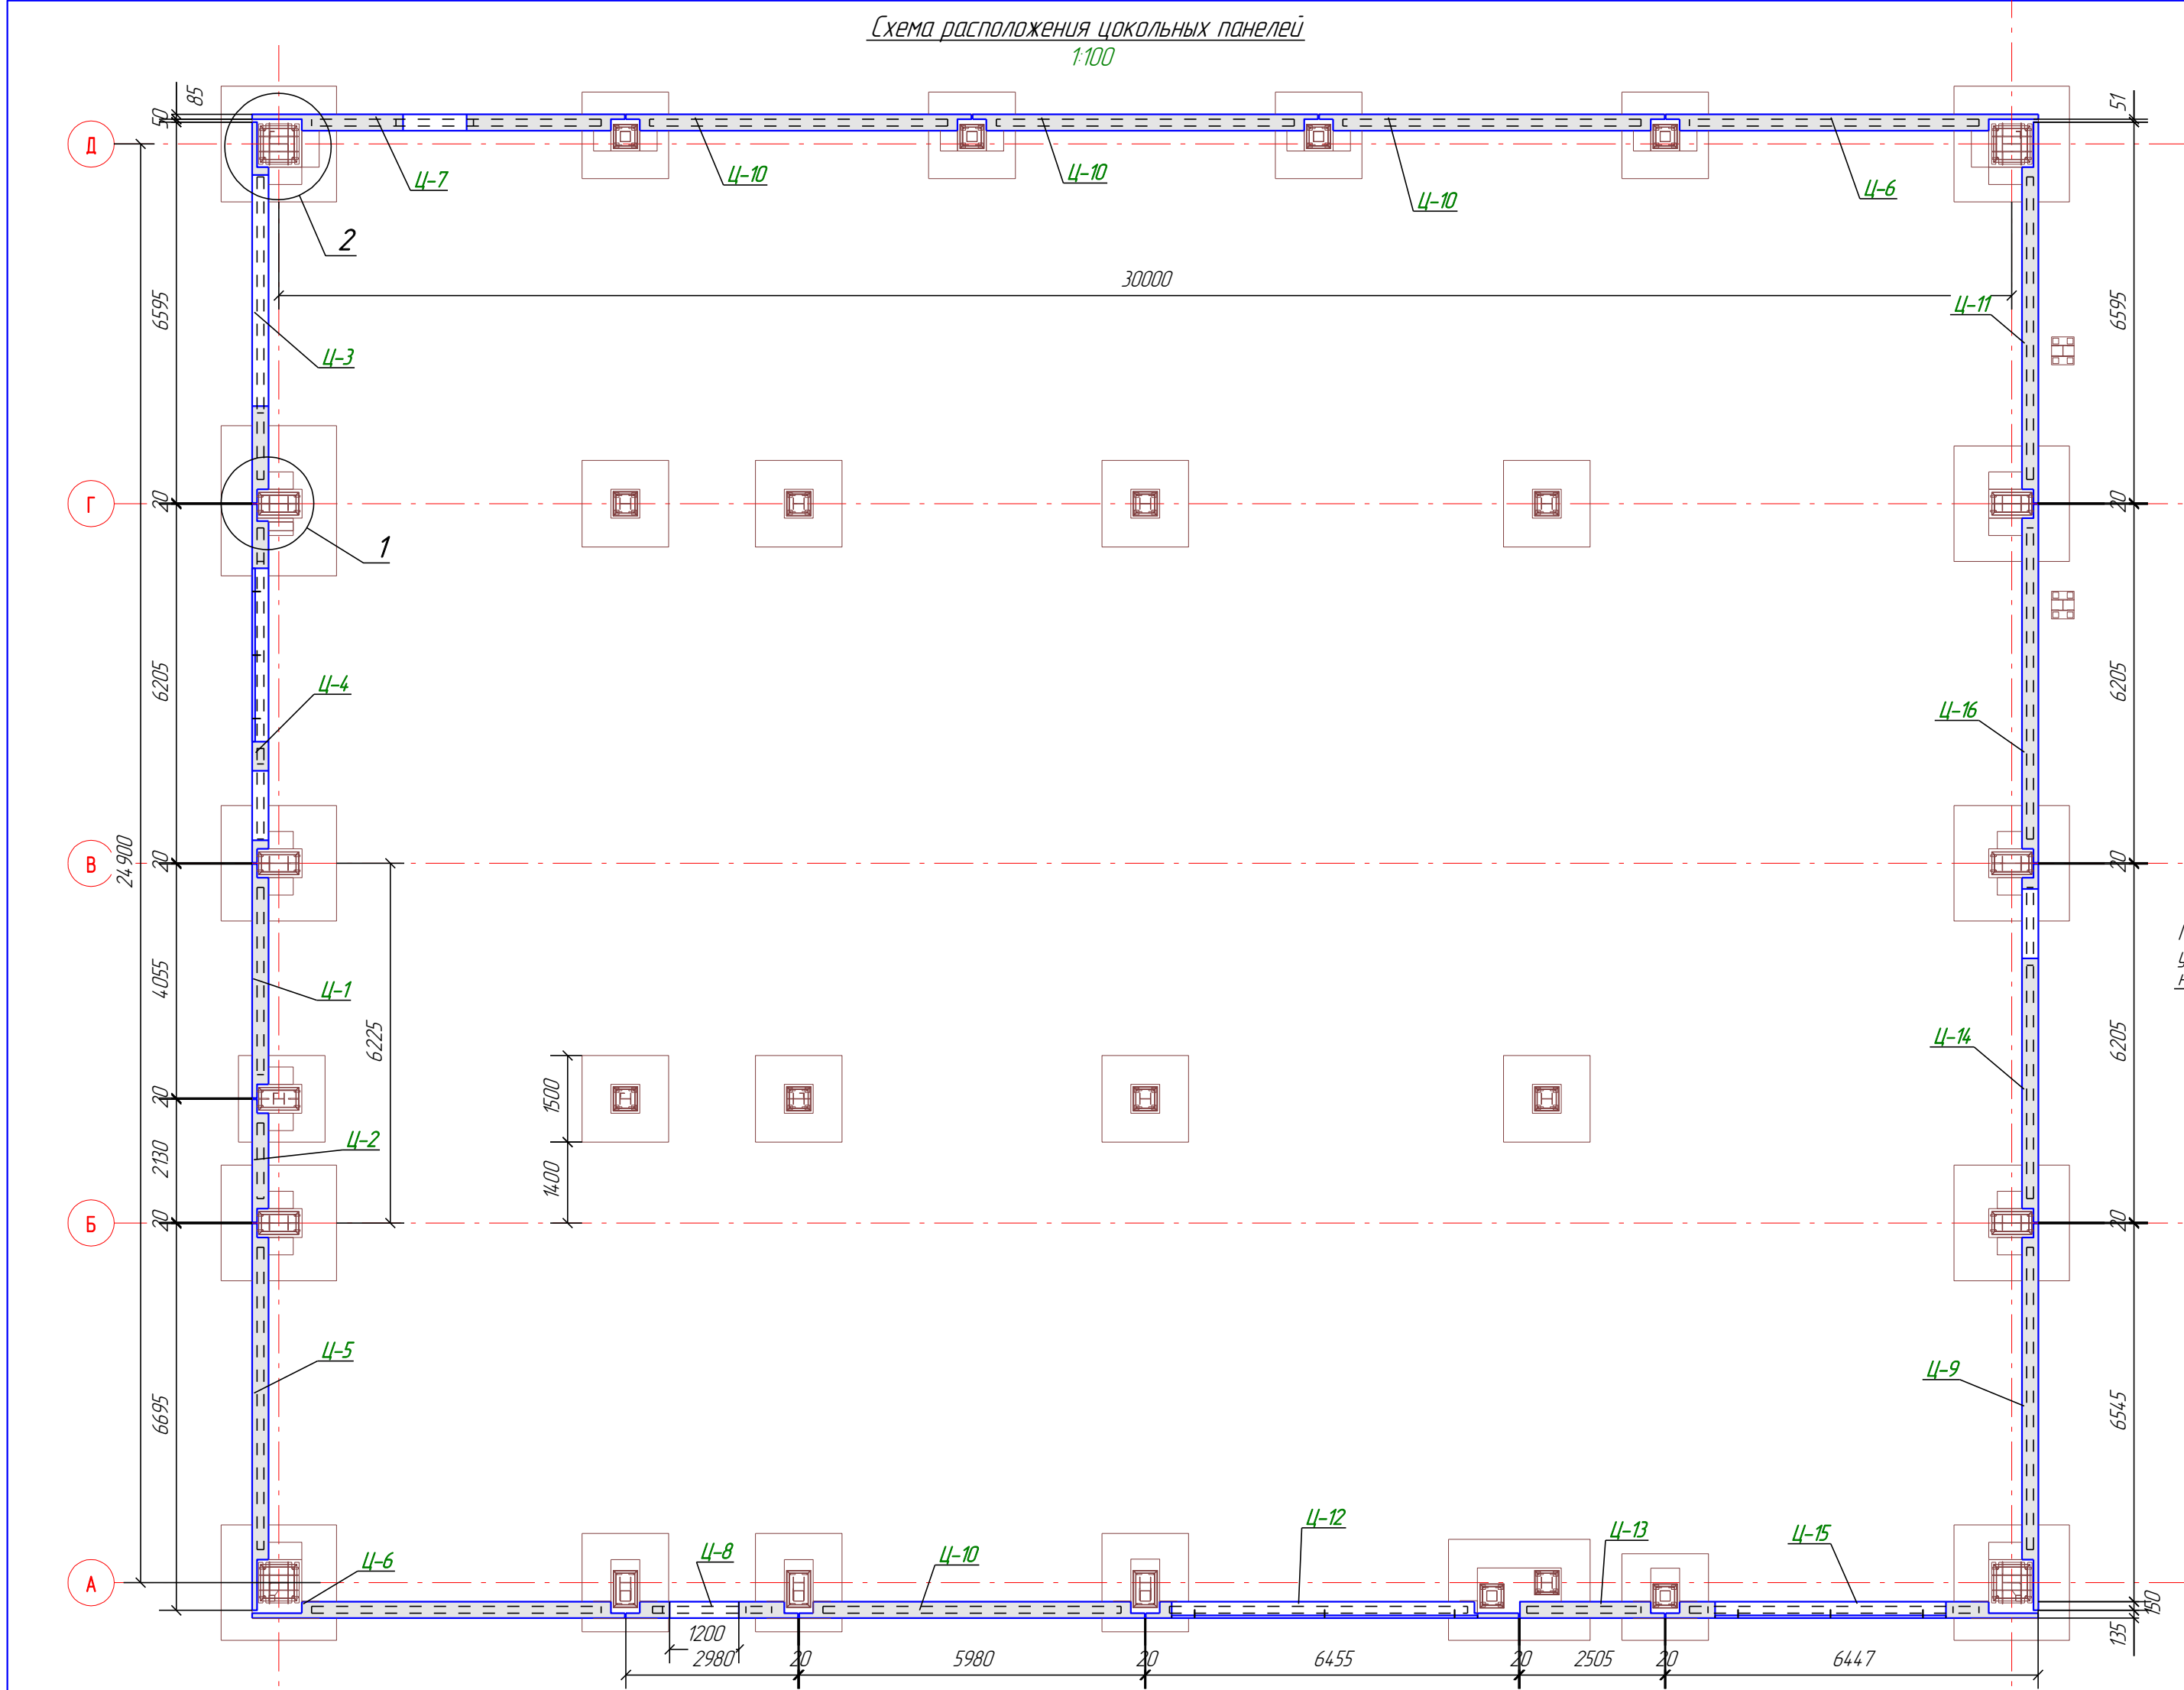 Схема расположения цокольных панелей
1:100
85
50
51
Д
Ц-7
Ц-10
Ц-10
Ц-10
Ц-6
2
30000
6595
Ц-3
Ц-11
6595
Г
20
20
1
6205
Ц-4
Ц-16
6205
24900
В
20
20
4055
Ц-1
6225
Ц-14
6205
1500
20
2130
Ц-2
1400
Б
20
20
Ц-5
Ц-9
6695
6545
Ц-6
Ц-8
Ц-10
Ц-12
Ц-13
Ц-15
А
150
135
1200
2980
20
5980
20
6455
20
2505
20
6447